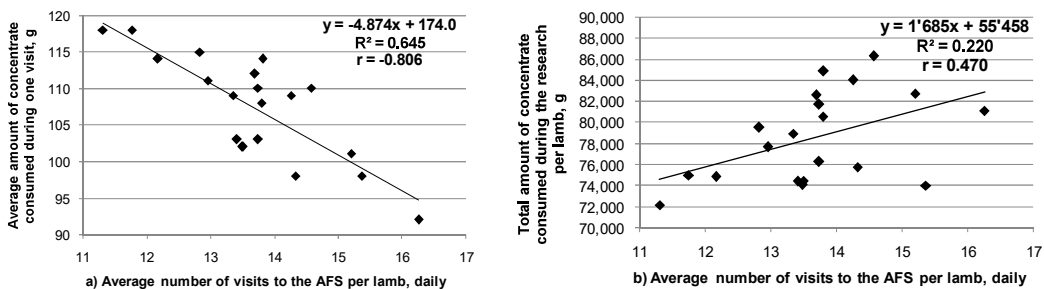 Average amount of concentrate
consumed during one visit, g
120
115
110
105
100
95
90
y = -4.874x + 174.0
R² = 0.645
r = -0.806
11 12 13 14 15 16 17
a) Average number of visits to the AFS per lamb, daily
Total amount of concentrate
consumed during the research
per lamb, g
90,000
88,000
86,000
84,000
82,000
80,000
78,000
76,000
74,000
72,000
70,000
y = 1'685x + 55'458
R² = 0.220
r = 0.470
11 12 13 14 15 16 17
b) Average number of visits to the AFS per lamb, daily